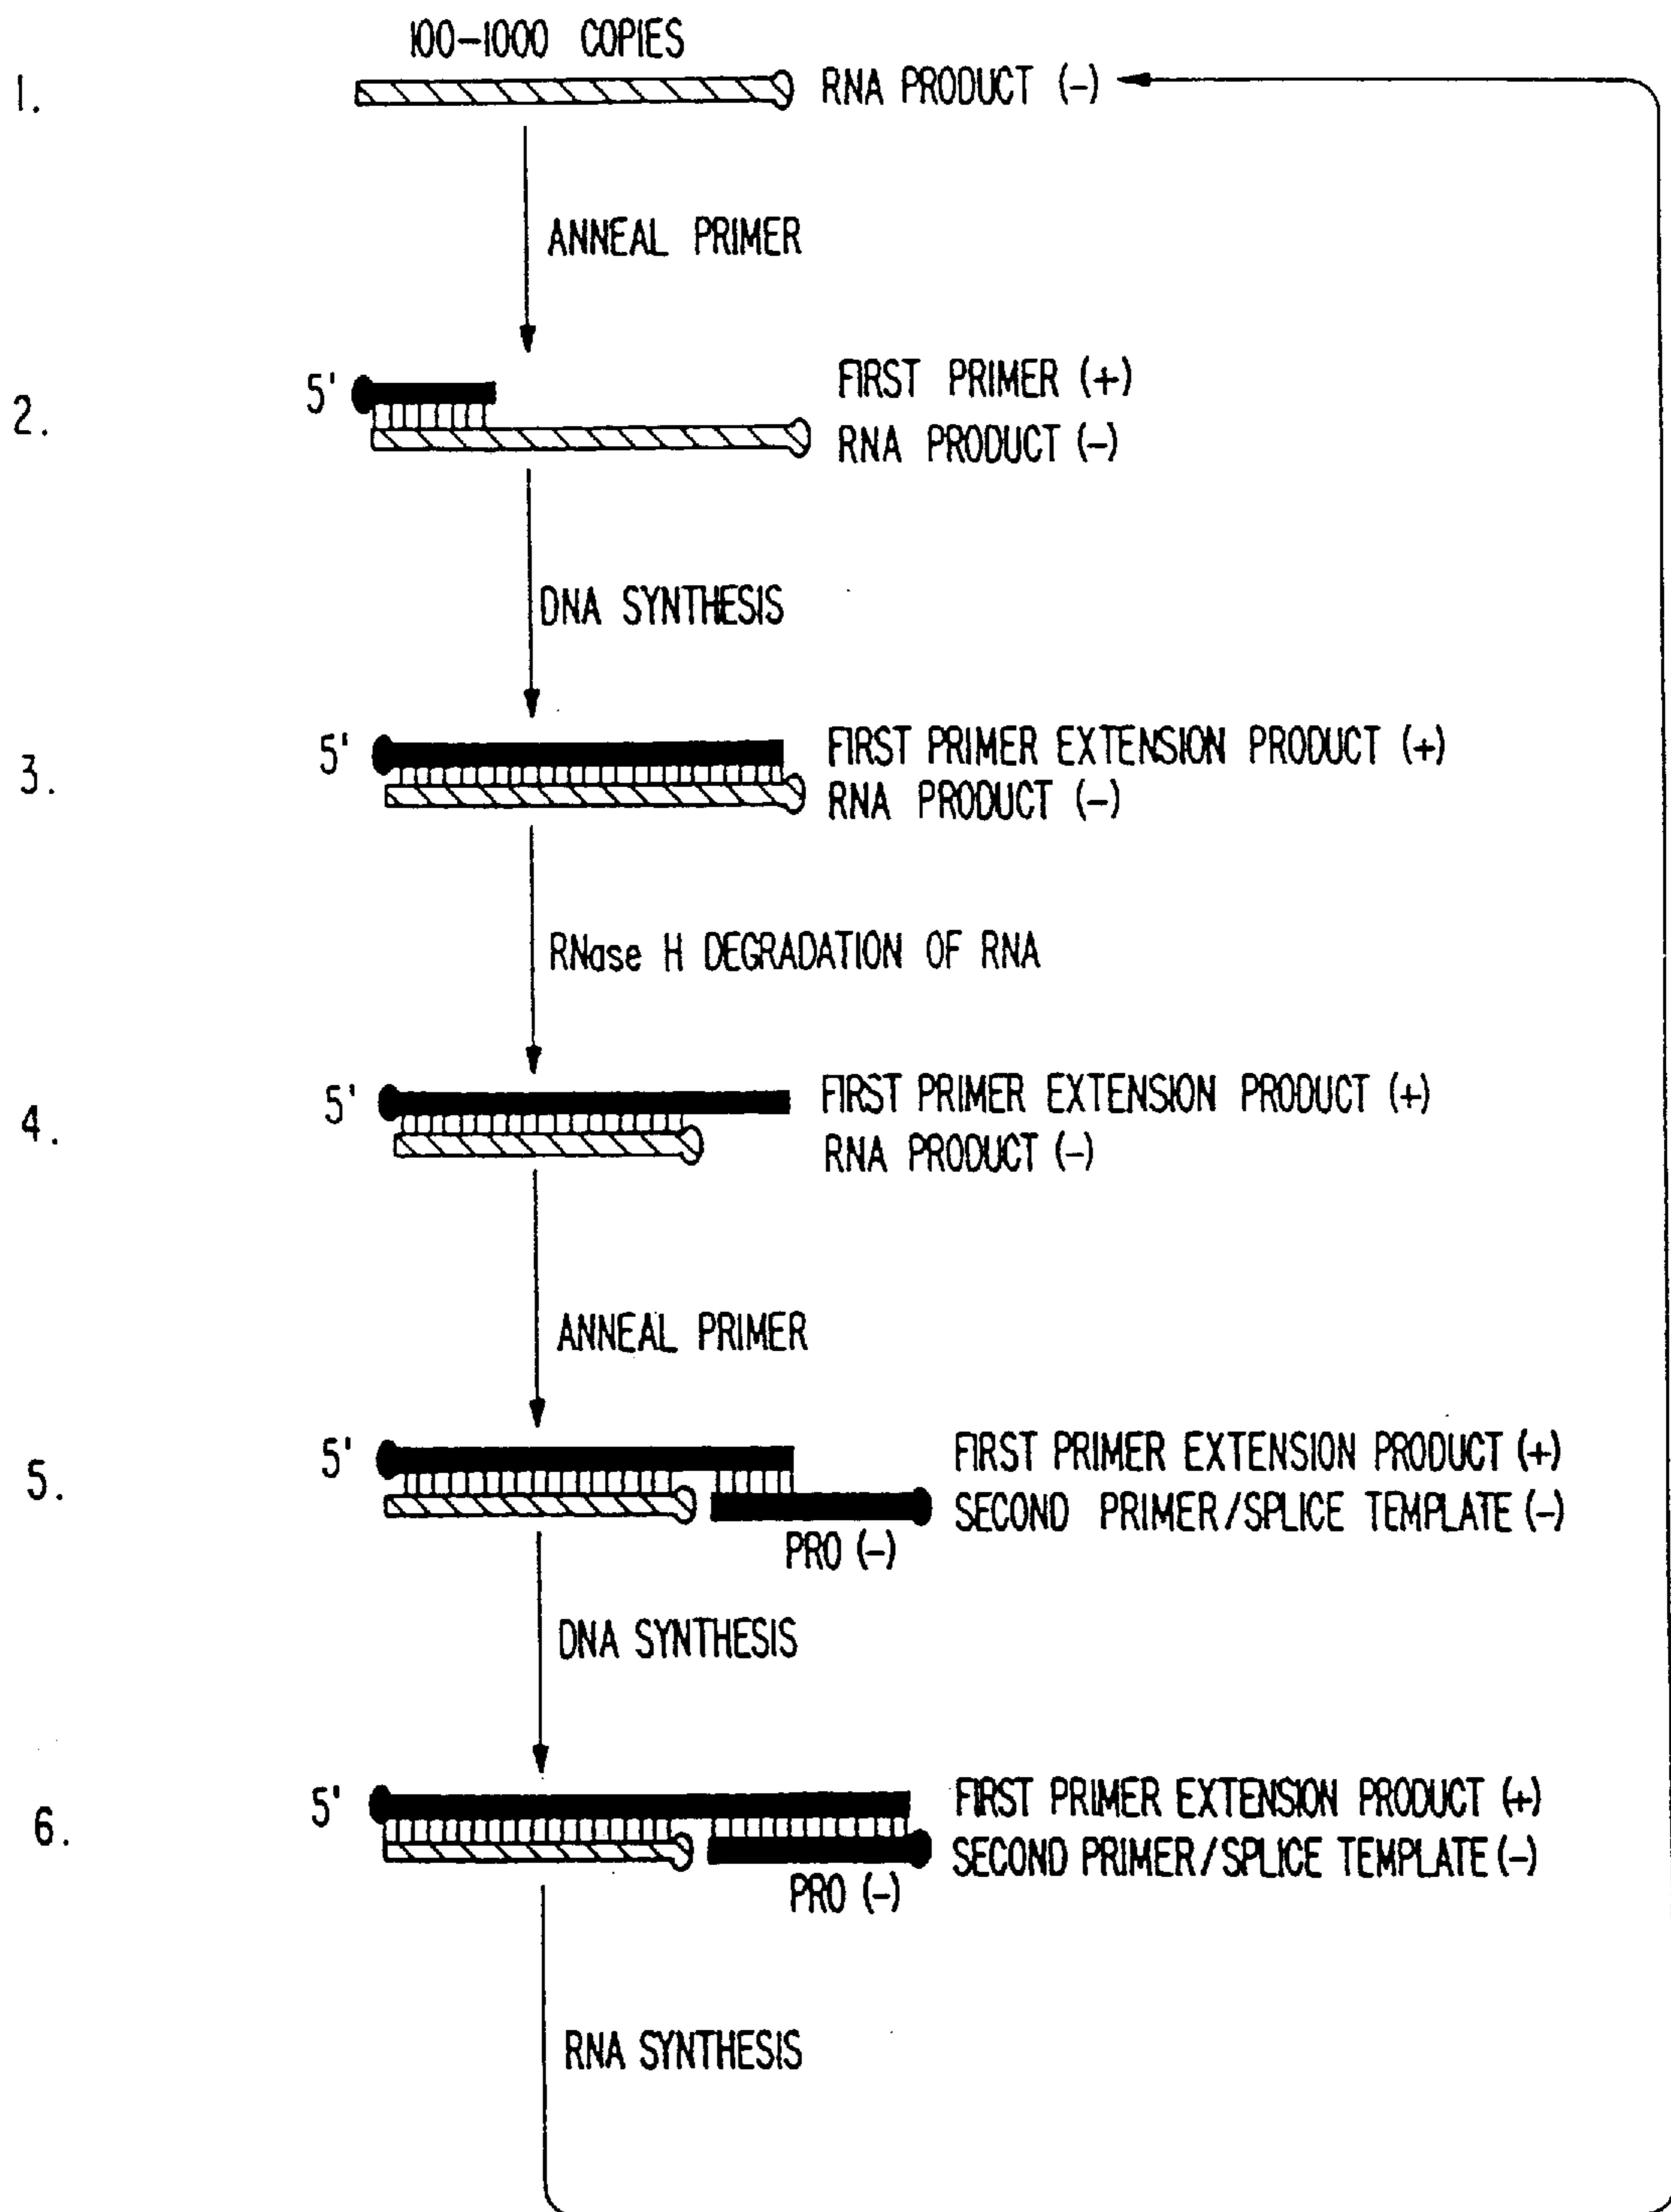 100-1000 COPIES
1.
RNA PRODUCT (-)
ANNEAL PRIMER
2.
5'
FIRST PRIMER (+)
RNA PRODUCT (-)
DNA SYNTHESIS
3.
5'
FIRST PRIMER EXTENSION PRODUCT (+)
RNA PRODUCT (-)
RNase H DEGRADATION OF RNA
4.
5'
FIRST PRIMER EXTENSION PRODUCT (+)
RNA PRODUCT (-)
ANNEAL PRIMER
5.
5'
FIRST PRIMER EXTENSION PRODUCT (+)
SECOND PRIMER/SPLICE TEMPLATE (-)
PRO (-)
DNA SYNTHESIS
6.
5'
FIRST PRIMER EXTENSION PRODUCT (+)
SECOND PRIMER/SPLICE TEMPLATE (-)
PRO (-)
RNA SYNTHESIS